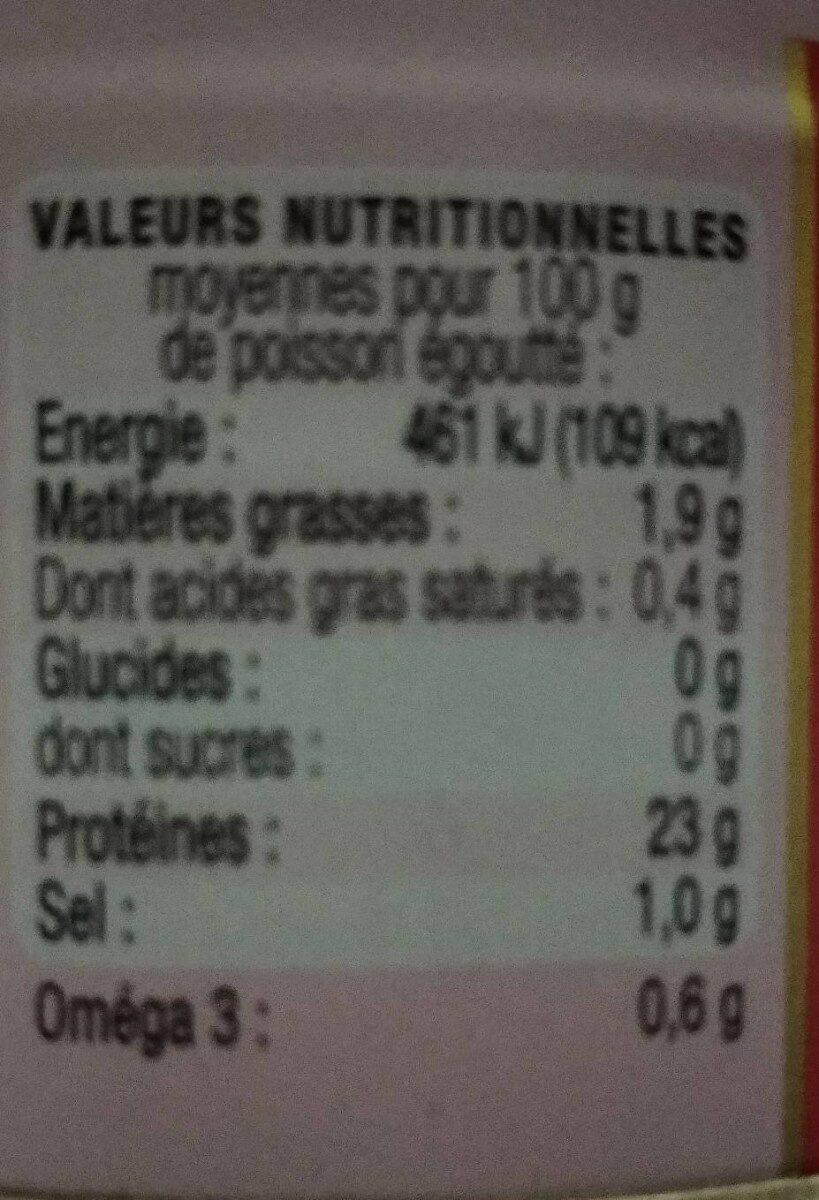 VALEURS NUTRITIONNELLES
moyennes pour 100 g
de poisson égoutté :
Energie : 461 kJ (109 kcal)
Matières grasses : 1,9 g
Dont acides gras saturés : 0,4 g
Glucides : 0 g
dont sucres : 0 g
Protéines : 23 g
Sel : 1,0 g
Oméga 3 : 0,6 g